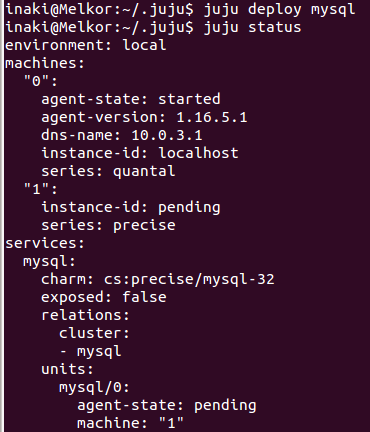 inaki@Melkor:~/.juju$ juju deploy mysql
inaki@Melkor:~/.juju$ juju status
environment: local
machines:
  "0":
    agent-state: started
    agent-version: 1.16.5.1
    dns-name: 10.0.3.1
    instance-id: localhost
    series: quantal
  "1":
    instance-id: pending
    series: precise
services:
  mysql:
    charm: cs:precise/mysql-32
    exposed: false
    relations:
      cluster:
      - mysql
    units:
      mysql/0:
        agent-state: pending
        machine: "1"